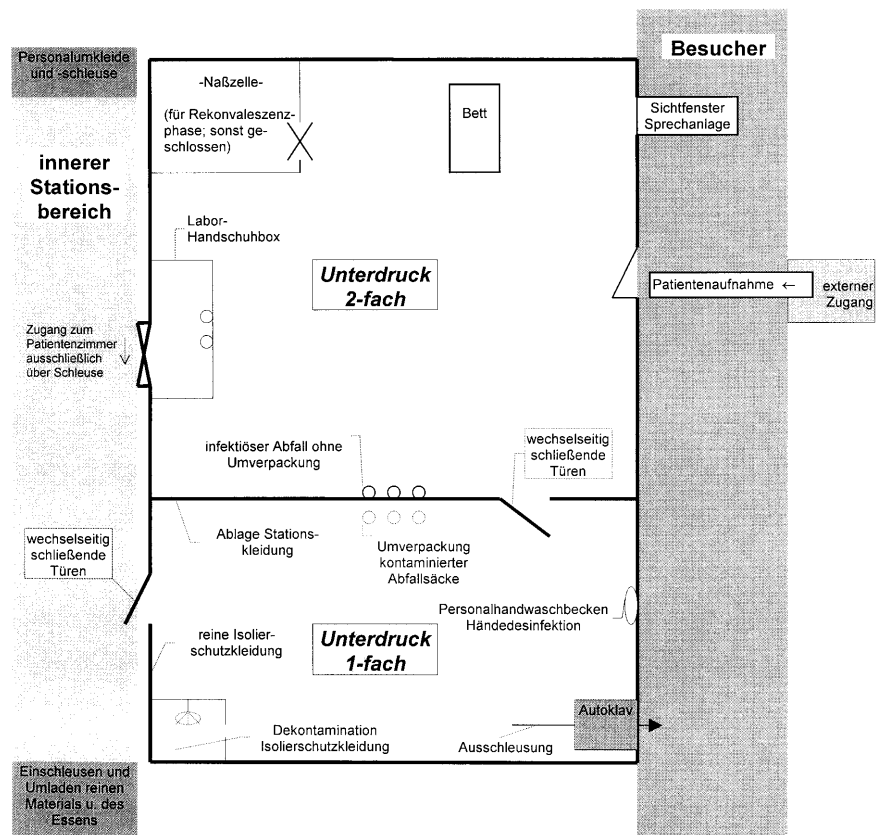 Personalumkleide
und -schleuse
-Naßzelle-
(für Rekonvaleszenz-
phase; sonst ge-
schlossen)
Bett
Besucher
Sichtfenster
Sprechanlage
innerer
Stations-
bereich
Labor-
Handschuhbox
Unterdruck
2-fach
Patientenaufnahme ←
externer
Zugang
Zugang zum
Patientenzimmer
ausschließlich
über Schleuse
infektiöser Abfall ohne
Umverpackung
wechselseitig
schließende
Türen
wechselseitig
schließende
Türen
Ablage Stations-
kleidung
Umverpackung
kontaminierter
Abfallsäcke
Personalhandwaschbecken
Händedesinfektion
reine Isolier-
schutzkleidung
Unterdruck
1-fach
Dekontamination
Isolierschutzkleidung
Ausschleusung
Autoklav
Einschleusen und
Umladen reinen
Materials u. des
Essens